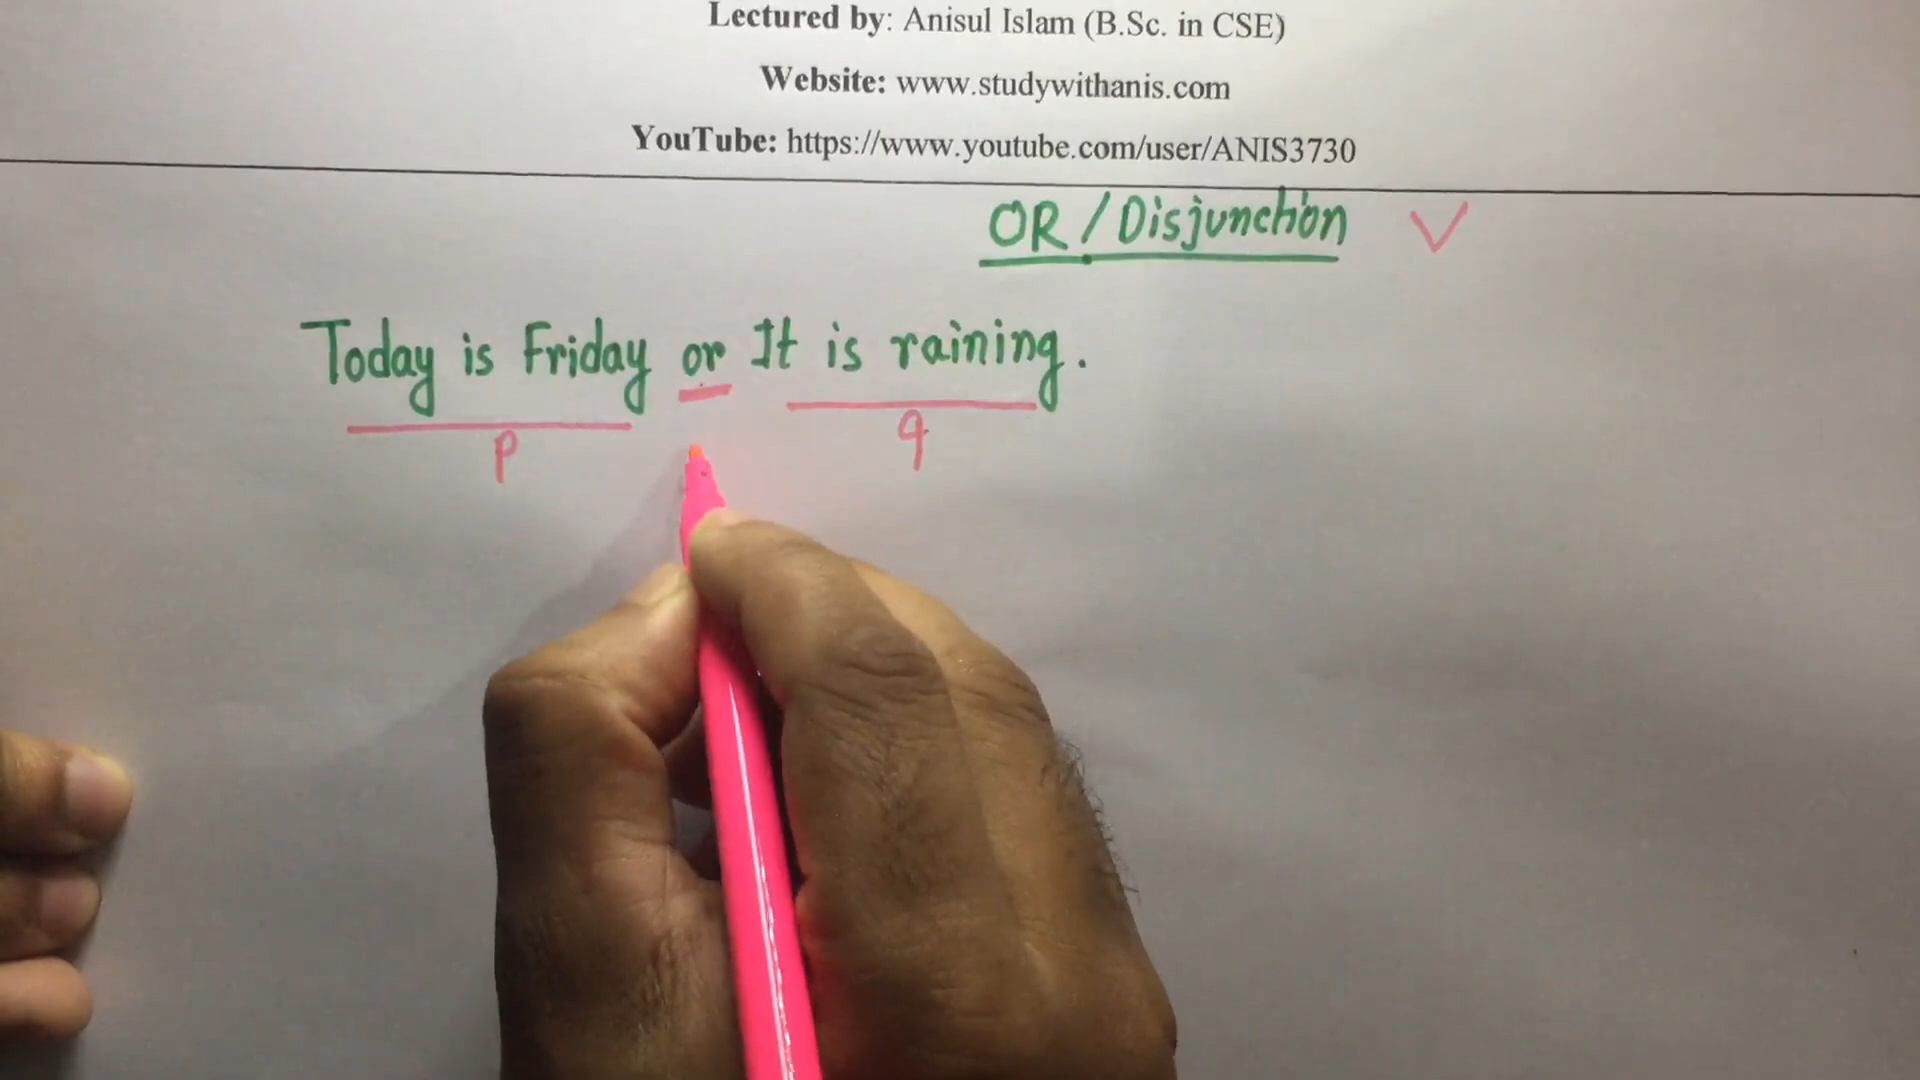 Lectured by: Anisul Islam (B.Sc. in CSE)
Website: www.studywithanis.com
YouTube: https://www.youtube.com/user/ANIS3730
OR / Disjunction ∨
Today is Friday or It is raining.
p q